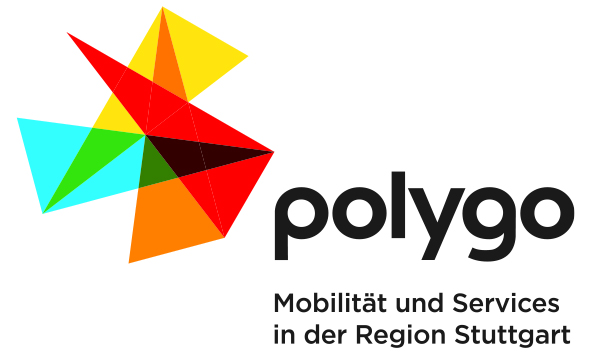 polygo
Mobilität und Services
in der Region Stuttgart